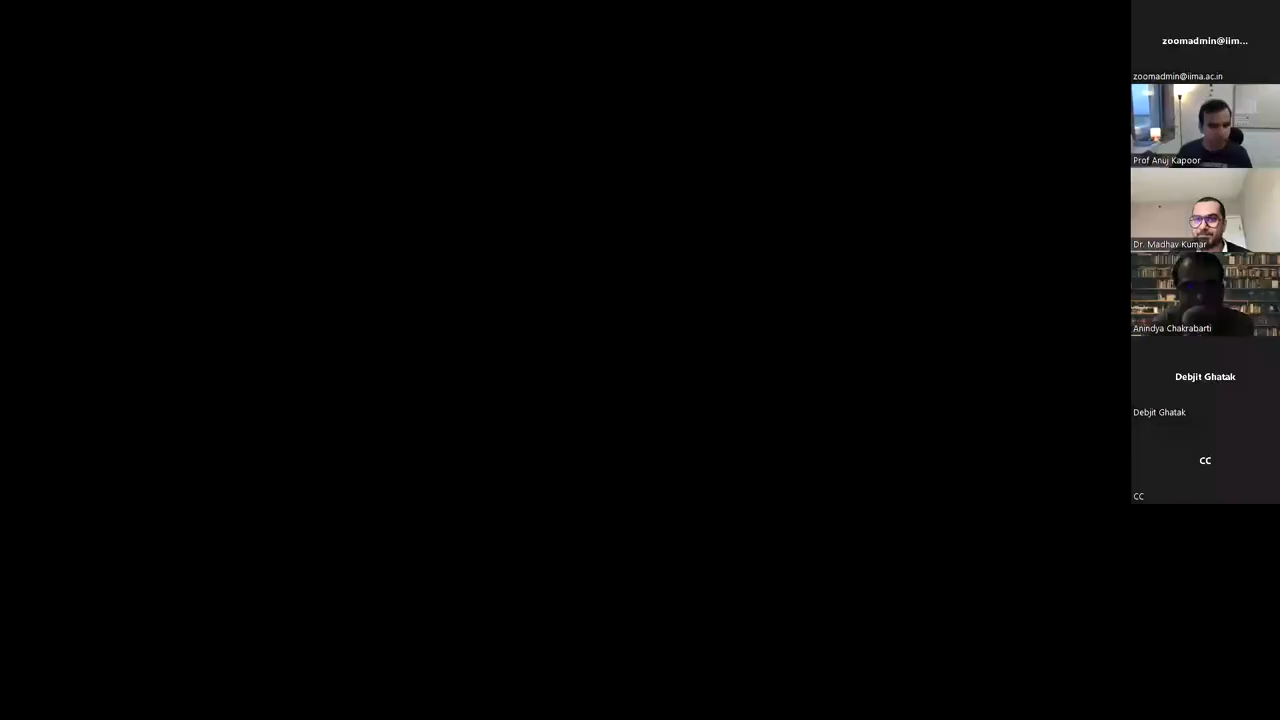 zoomadmin@iim...
zoomadmin@iima.ac.in
Prof Anuj Kapoor
Dr. Madhav Kumar
Anindya Chakrabarti
Debjit Ghatak
Debjit Ghatak
CC
CC